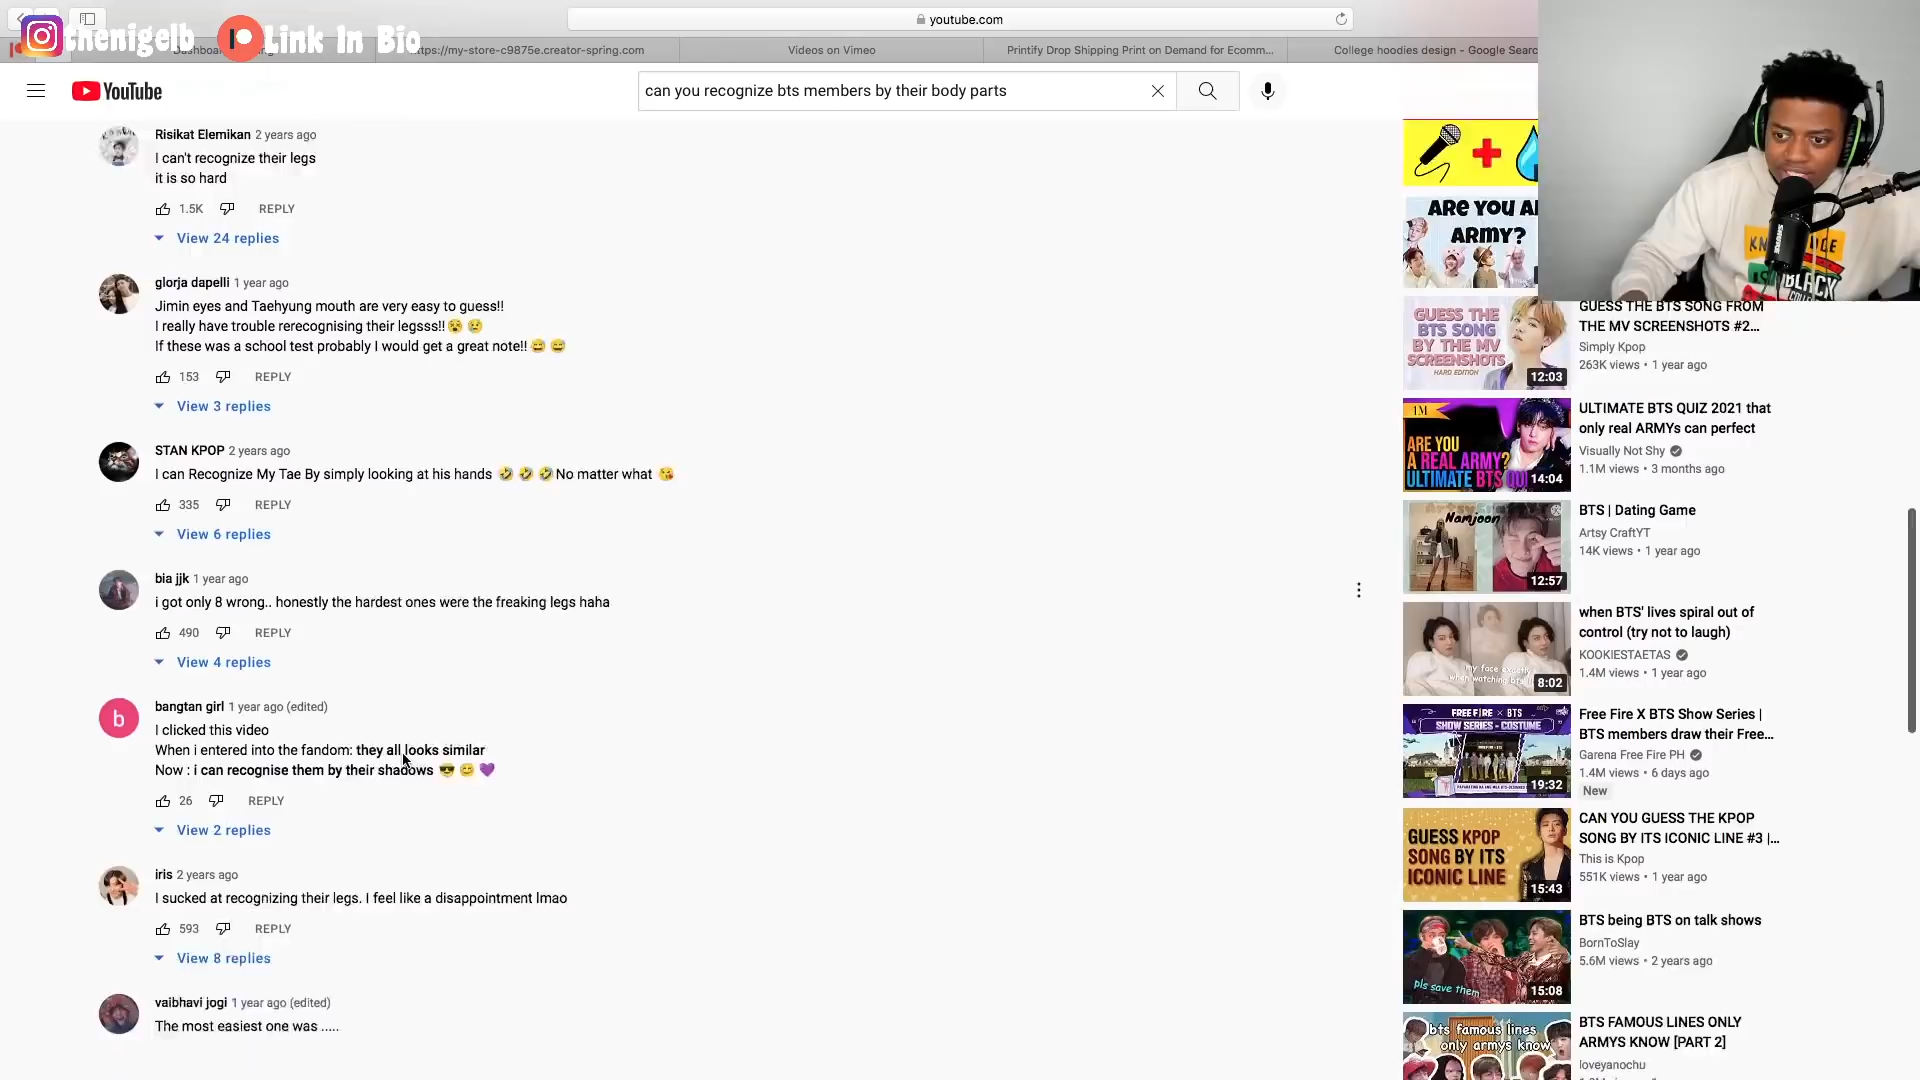 thenigelb
Link In Bio
youtube.com
https://my-store-c9875e.creator-spring.com
Videos on Vimeo
Printify Drop Shipping Print on Demand for Ecomm...
College hoodies design - Google Searc
YouTube
can you recognize bts members by their body parts
Risikat Elemikan 2 years ago
I can't recognize their legs
it is so hard
1.5K REPLY
View 24 replies
glorja dapelli 1 year ago
Jimin eyes and Taehyung mouth are very easy to guess!!
I really have trouble rerecognising their legsss!!😵 😢
If these was a school test probably I would get a great note!!😄 😅
153 REPLY
View 3 replies
STAN KPOP 2 years ago
I can Recognize My Tae By simply looking at his hands 🤣 🤣 🤣No matter what 😘
335 REPLY
View 6 replies
bia jjk 1 year ago
i got only 8 wrong.. honestly the hardest ones were the freaking legs haha
490 REPLY
View 4 replies
bangtan girl 1 year ago (edited)
I clicked this video
When i entered into the fandom: they all looks similar
Now : i can recognise them by their shadows 😎 😊 💜
26 REPLY
View 2 replies
iris 2 years ago
I sucked at recognizing their legs. I feel like a disappointment lmao
593 REPLY
View 8 replies
vaibhavi jogi 1 year ago (edited)
The most easiest one was .....
ARE YOU
ARMY?
GUESS THE
BTS SONG
BY THE MV
SCREENSHOTS
HARD EDITION
12:03
GUESS THE BTS SONG FROM
THE MV SCREENSHOTS #2...
Simply Kpop
263K views • 1 year ago
1M
ARE YOU
A REAL ARMY?
ULTIMATE BTS
14:04
ULTIMATE BTS QUIZ 2021 that
only real ARMYs can perfect
Visually Not Shy
1.1M views • 3 months ago
Namjoon
12:57
BTS | Dating Game
Artsy CraftYT
14K views • 1 year ago
my face exactly
when watching bts
8:02
when BTS' lives spiral out of
control (try not to laugh)
KOOKIESTAETAS
1.4M views • 1 year ago
FREE FIRE X BTS
SHOW SERIES - COSTUME
19:32
Free Fire X BTS Show Series |
BTS members draw their Free...
Garena Free Fire PH
1.4M views • 6 days ago
New
GUESS KPOP
SONG BY ITS
ICONIC LINE
15:43
CAN YOU GUESS THE KPOP
SONG BY ITS ICONIC LINE #3 |...
This is Kpop
551K views • 1 year ago
pls save them
15:08
BTS being BTS on talk shows
BornToSlay
5.6M views • 2 years ago
bts famous lines
only armys know
BTS FAMOUS LINES ONLY
ARMYS KNOW [PART 2]
loveyanochu
SHURE
BLACK